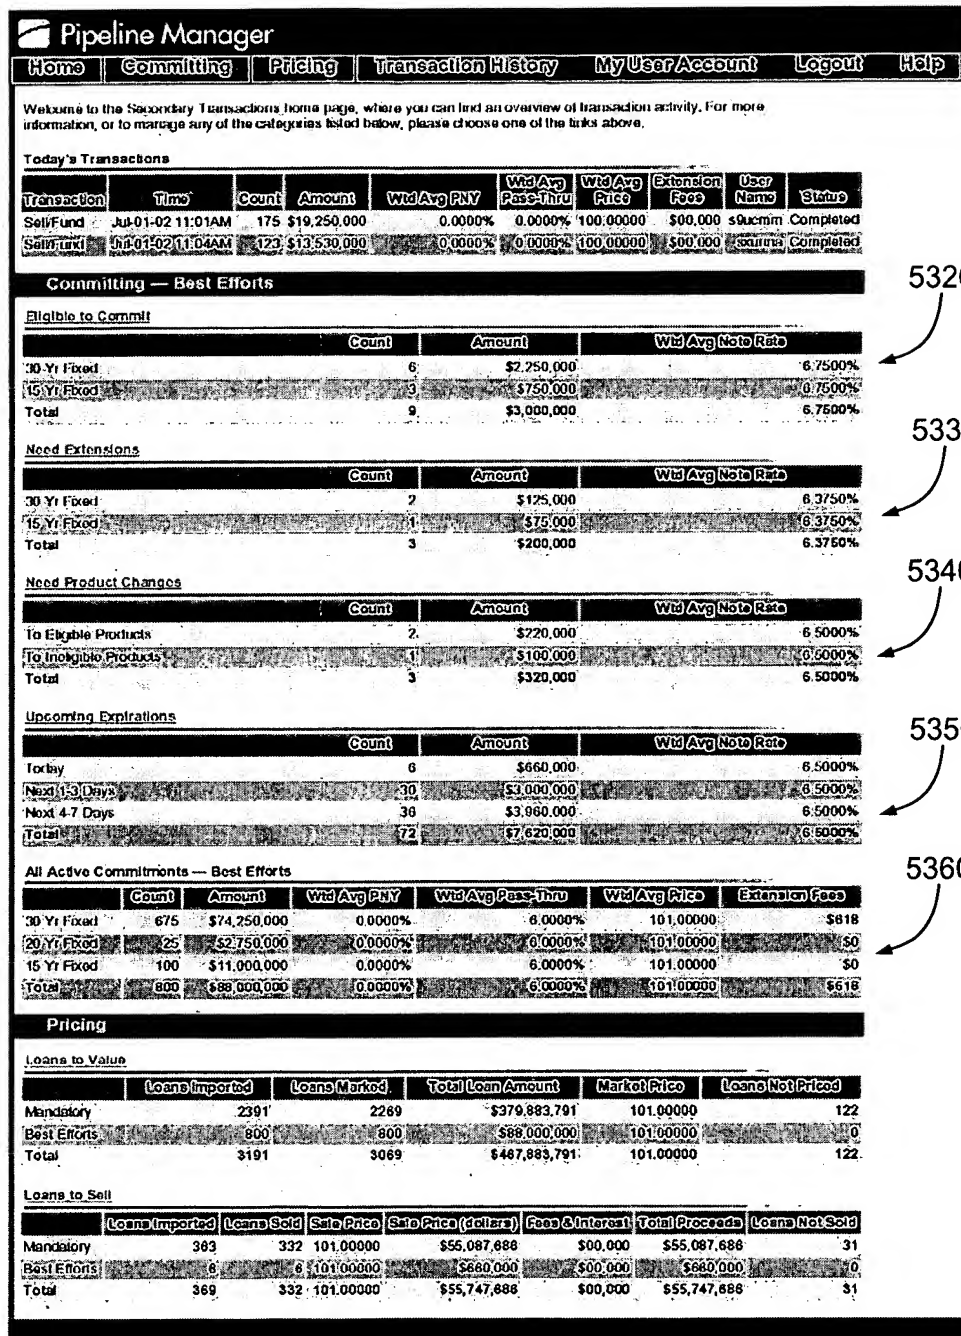 Pipeline Manager
Home Committing Pricing Transaction History My User Account Logout Help
Welcome to the Secondary Transactions home page, where you can find an overview of transaction activity. For more
information, or to manage any of the categories listed below, please choose one of the links above.
Today's Transactions
Transaction Time Count Amount Wtd Avg PNY Wtd Avg Pass-Thru Wtd Avg Price Extension Fees User Name Status
Sell/Fund Jul-01-02 11:01AM 175 $19,250,000 0.0000% 0.0000% 100.00000 $00,000 s9ucmm Completed
Sell/Fund Jul-01-02 11:04AM 123 $13,530,000 0.0000% 0.0000% 100.00000 $00,000 Completed
Committing — Best Efforts
5320
Eligible to Commit
Count Amount Wtd Avg Note Rate
30 Yr Fixed 6 $2,250,000 6.7500%
15 Yr Fixed 3 $750,000 6.7500%
Total 9 $3,000,000 6.7500%
533
Need Extensions
Count Amount Wtd Avg Note Rate
30 Yr Fixed 2 $125,000 6.3750%
15 Yr Fixed 1 $75,000 6.3750%
Total 3 $200,000 6.3750%
5340
Need Product Changes
Count Amount Wtd Avg Note Rate
To Eligible Products 2 $220,000 6.5000%
To Ineligible Products 1 $100,000 6.5000%
Total 3 $320,000 6.5000%
Upcoming Expirations
535
Count Amount Wtd Avg Note Rate
Today 6 $660,000 6.5000%
Next 1-3 Days 30 $3,000,000 6.5000%
Next 4-7 Days 36 $3,960,000 6.5000%
Total 72 $7,620,000 6.5000%
5360
All Active Commitments — Best Efforts
Count Amount Wtd Avg PNY Wtd Avg Pass-Thru Wtd Avg Price Extension Fees
30 Yr Fixed 675 $74,250,000 0.0000% 6.0000% 101.00000 $618
20 Yr Fixed 25 $2,750,000 0.0000% 6.0000% 101.00000 $0
15 Yr Fixed 100 $11,000,000 0.0000% 6.0000% 101.00000 $0
Total 800 $88,000,000 0.0000% 6.0000% 101.00000 $618
Pricing
Loans to Value
Loans Imported Loans Marked Total Loan Amount Market Price Loans Not Priced
Mandatory 2391 2269 $379,883,791 101.00000 122
Best Efforts 800 800 $88,000,000 101.00000 0
Total 3191 3069 $467,883,791 101.00000 122
Loans to Sell
Loans Imported Loans Sold Sale Price Sale Price (dollars) Fees & Interest Total Proceeds Loans Not Sold
Mandatory 363 332 101.00000 $55,087,686 $00,000 $55,087,686 31
Best Efforts 6 6 101.00000 $660,000 $00,000 $660,000 0
Total 369 332 101.00000 $55,747,686 $00,000 $55,747,686 31